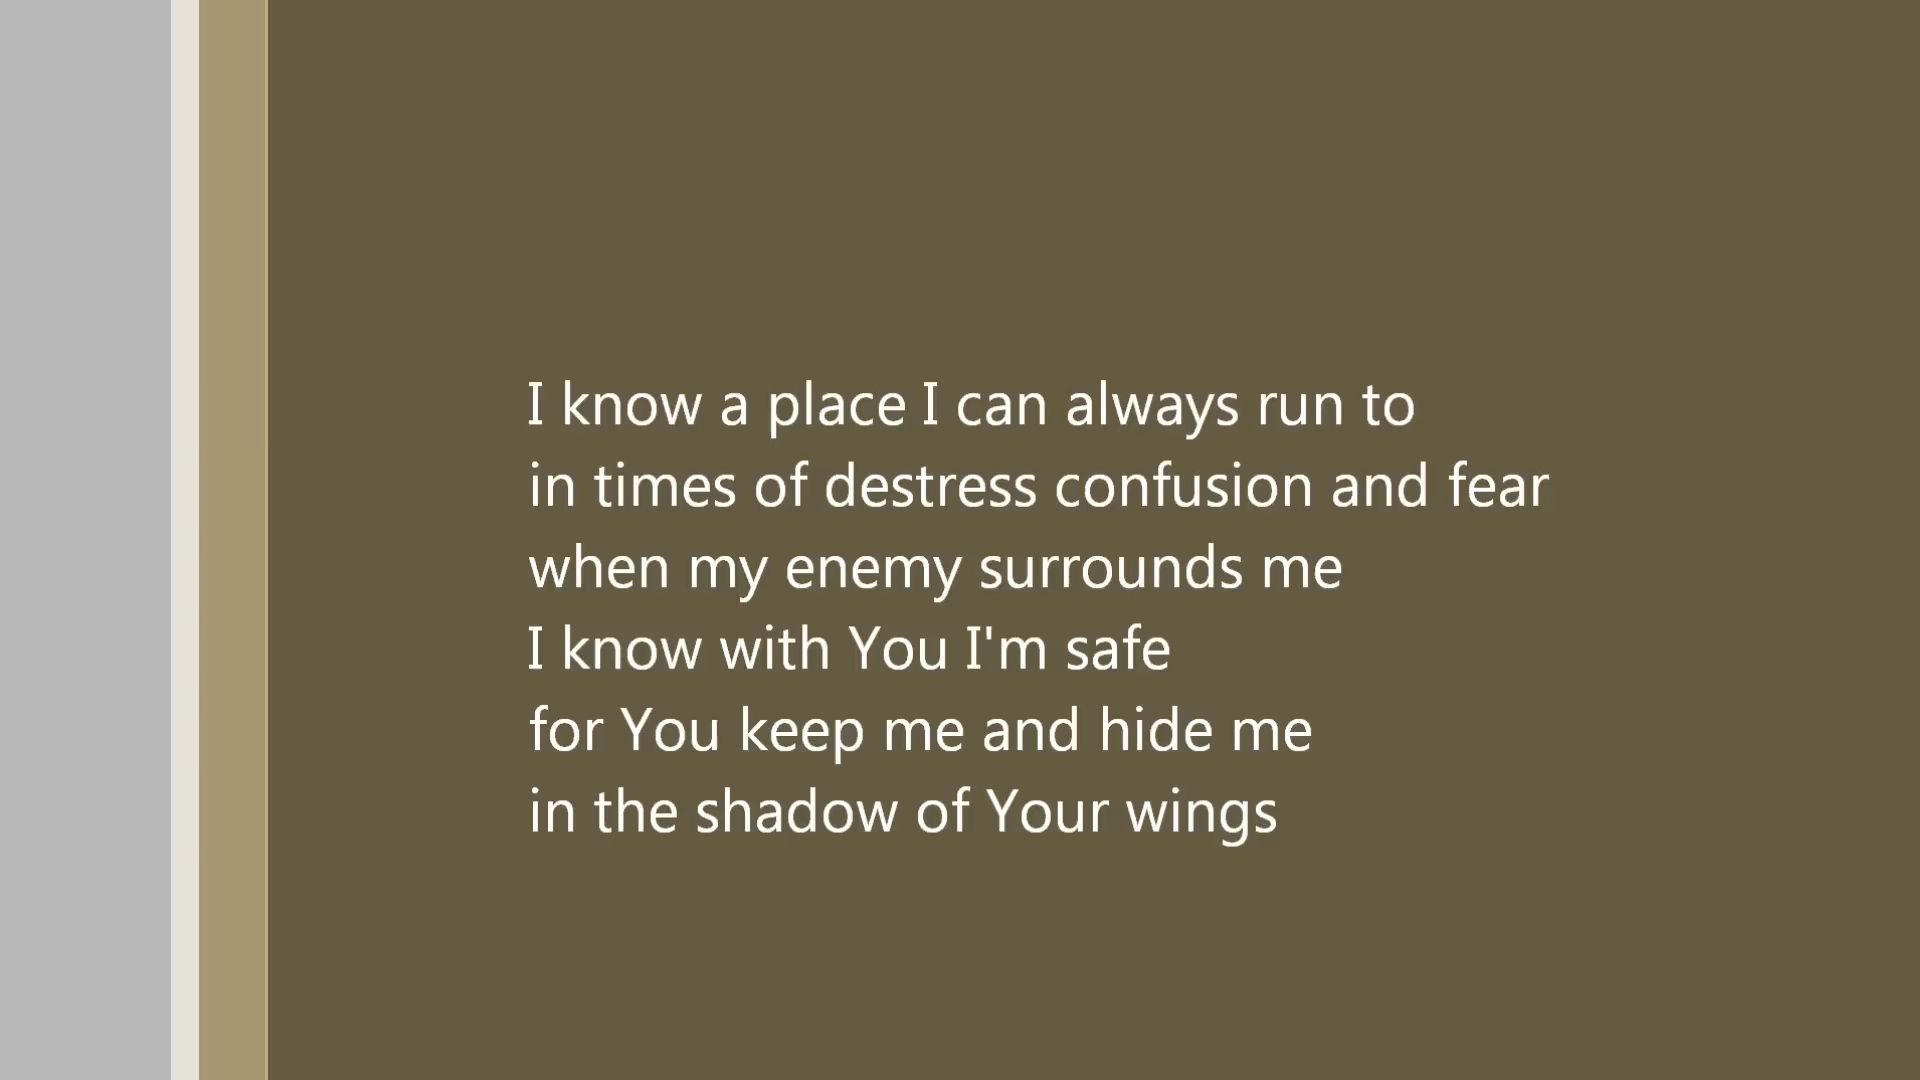 I know a place I can always run to
in times of destress confusion and fear
when my enemy surrounds me
I know with You I'm safe
for You keep me and hide me
in the shadow of Your wings